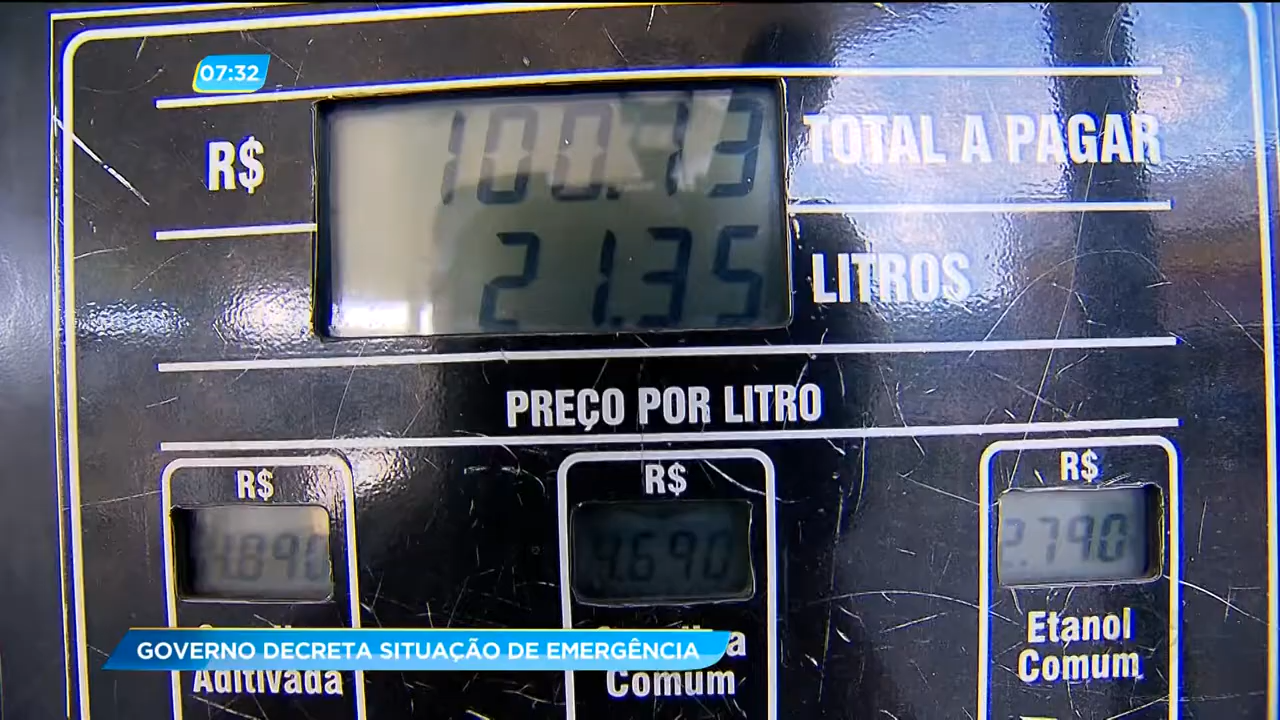 07:32
R$ 100.13 TOTAL A PAGAR
21.35 LITROS
PREÇO POR LITRO
R$ R$ R$
4.890 4.690 2.790
Etanol
GOVERNO DECRETA SITUAÇÃO DE EMERGÊNCIA
Aditivada Comum Comum